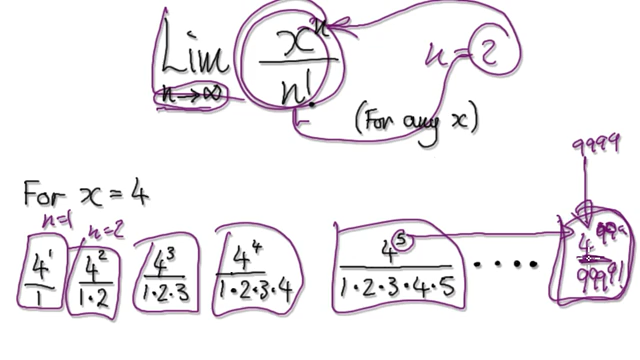 Lim n→∞ xⁿ/n!
n=2
(For any x)
9999
For x = 4
n=1 n=2
4¹/1 4²/1·2 4³/1·2·3 4⁴/1·2·3·4 4⁵/1·2·3·4·5 ···· 4⁹⁹⁹/9999!